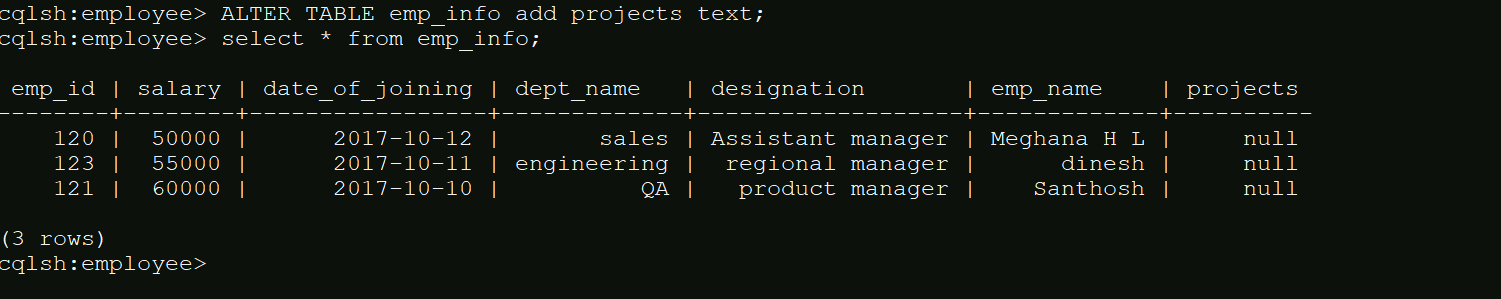 cqlsh:employee> ALTER TABLE emp_info add projects text;
cqlsh:employee> select * from emp_info;
emp_id | salary | date_of_joining | dept_name   | designation       | emp_name    | projects
--------+--------+-----------------+-------------+-------------------+-------------+----------
120 |  50000 |      2017-10-12 |       sales | Assistant manager | Meghana H L |     null
123 |  55000 |      2017-10-11 | engineering |  regional manager |      dinesh |     null
121 |  60000 |      2017-10-10 |          QA |   product manager |    Santhosh |     null
(3 rows)
cqlsh:employee>